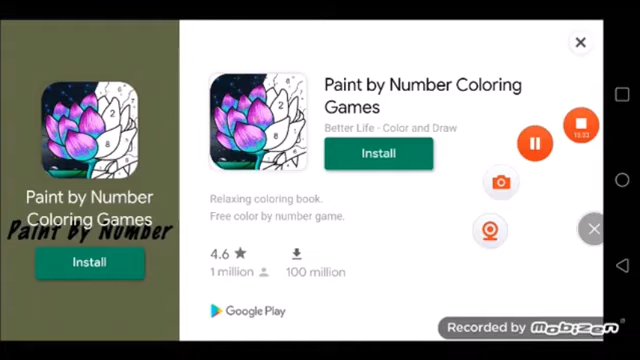 Paint by Number
Coloring Games
Paint by Number
Install
Paint by Number Coloring
Games
Better Life - Color and Draw
Install
Relaxing coloring book.
Free color by number game.
4.6
1 million
100 million
Google Play
Recorded by Mobizen